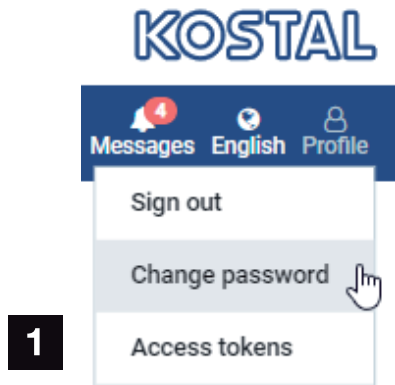 KOSTAL
4
Messages English Profile
Sign out
Change password
1 Access tokens